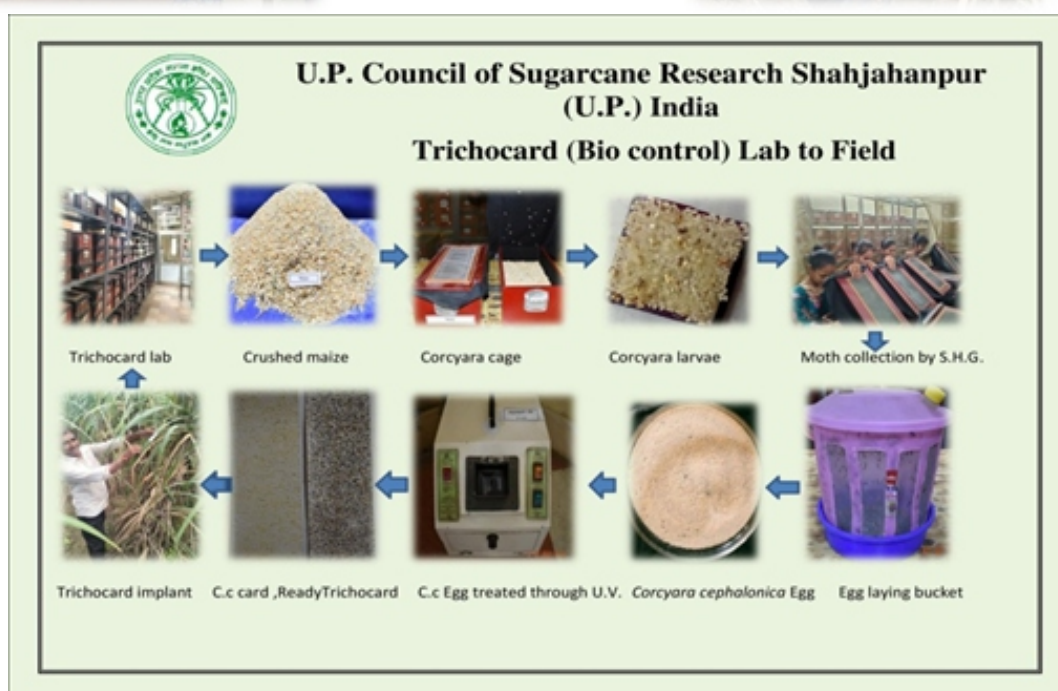 U.P. Council of Sugarcane Research Shahjahanpur
(U.P.) India
Trichocard (Bio control) Lab to Field
Trichocard lab
Crushed maize
Corcyara cage
Corcyara larvae
Moth collection by S.H.G.
Trichocard implant
C.c card ,ReadyTrichocard
C.c Egg treated through U.V.
Corcyara cephalonica Egg
Egg laying bucket